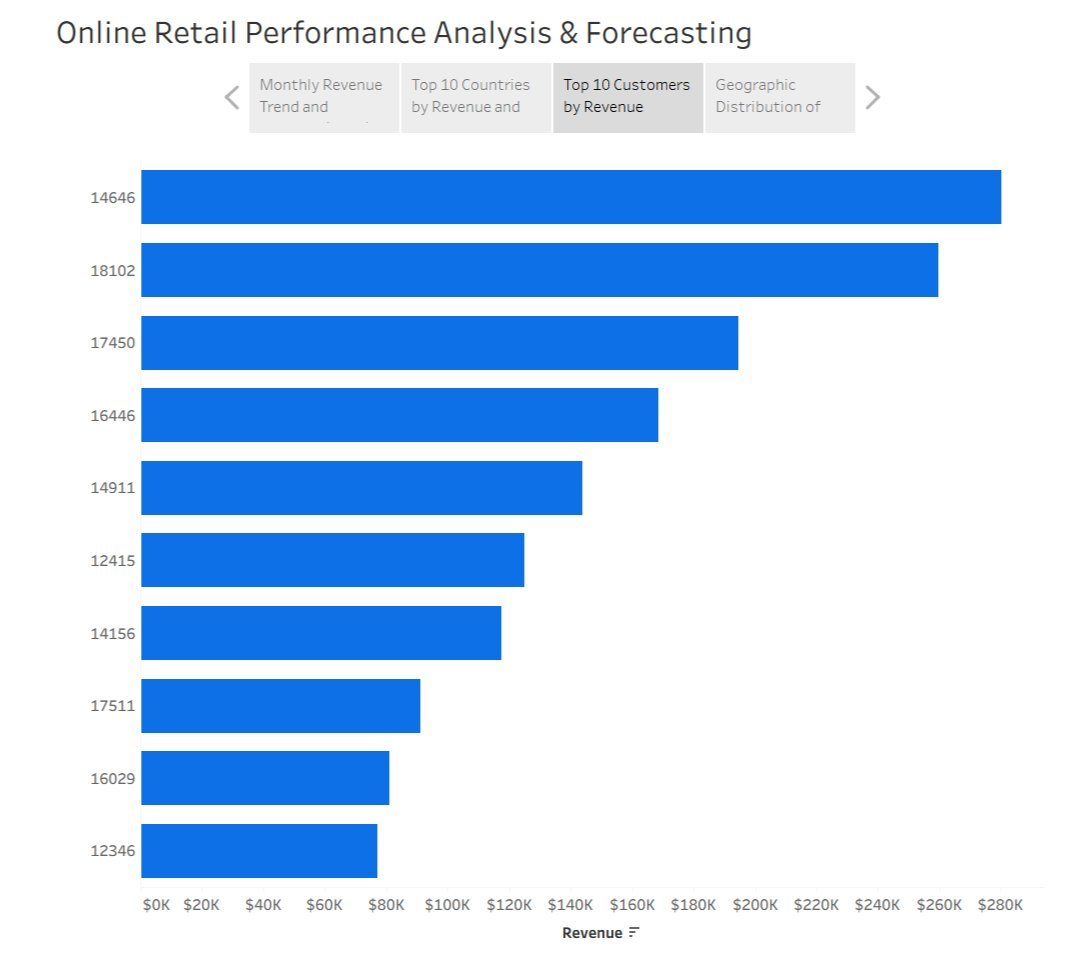 Online Retail Performance Analysis & Forecasting
Monthly Revenue
Trend and
Top 10 Countries
by Revenue and
Top 10 Customers
by Revenue
Geographic
Distribution of
14646
18102
17450
16446
14911
12415
14156
17511
16029
12346
$0K $20K $40K $60K $80K $100K $120K $140K $160K $180K $200K $220K $240K $260K $280K
Revenue